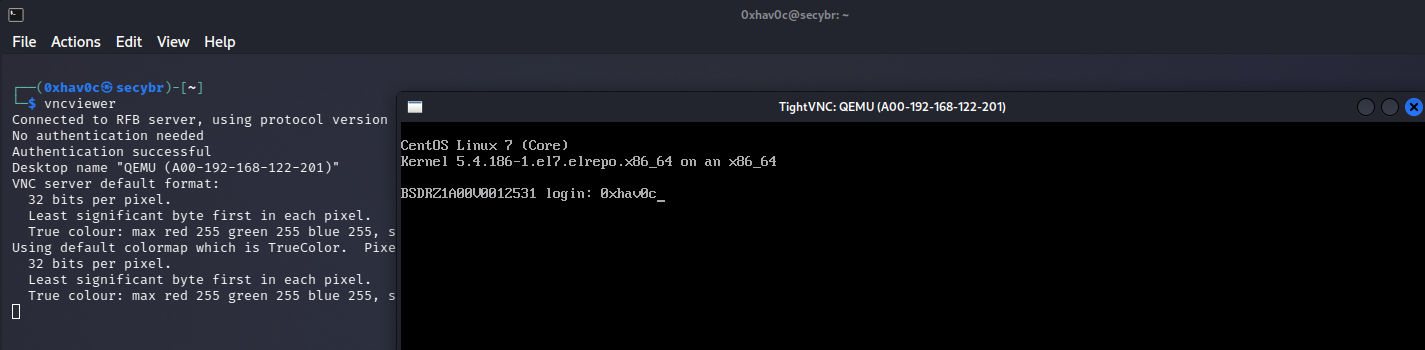 0xhav0c@secybr: ~
File Actions Edit View Help
┌──(0xhav0c㉿secybr)-[~]
└─$ vncviewer
Connected to RFB server, using protocol version
No authentication needed
Authentication successful
Desktop name "QEMU (A00-192-168-122-201)"
VNC server default format:
32 bits per pixel.
Least significant byte first in each pixel.
True colour: max red 255 green 255 blue 255, s
Using default colormap which is TrueColor. Pixe
32 bits per pixel.
Least significant byte first in each pixel.
True colour: max red 255 green 255 blue 255, s
TightVNC: QEMU (A00-192-168-122-201)
CentOS Linux 7 (Core)
Kernel 5.4.186-1.el7.elrepo.x86_64 on an x86_64
BSDRZ1A00V0012531 login: 0xhav0c_